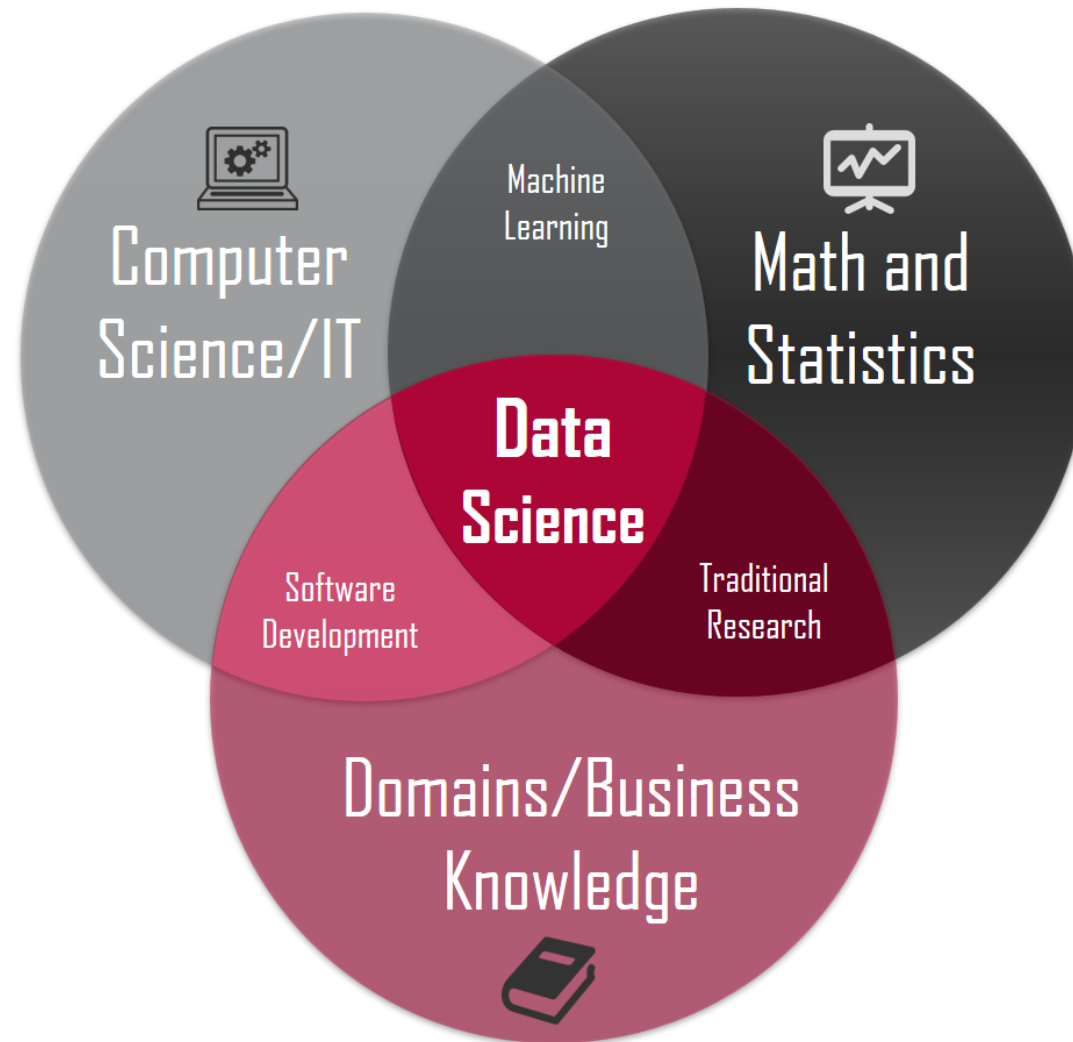 Machine
Learning
Computer
Science/IT
Math and
Statistics
Data
Science
Software
Development
Traditional
Research
Domains/Business
Knowledge